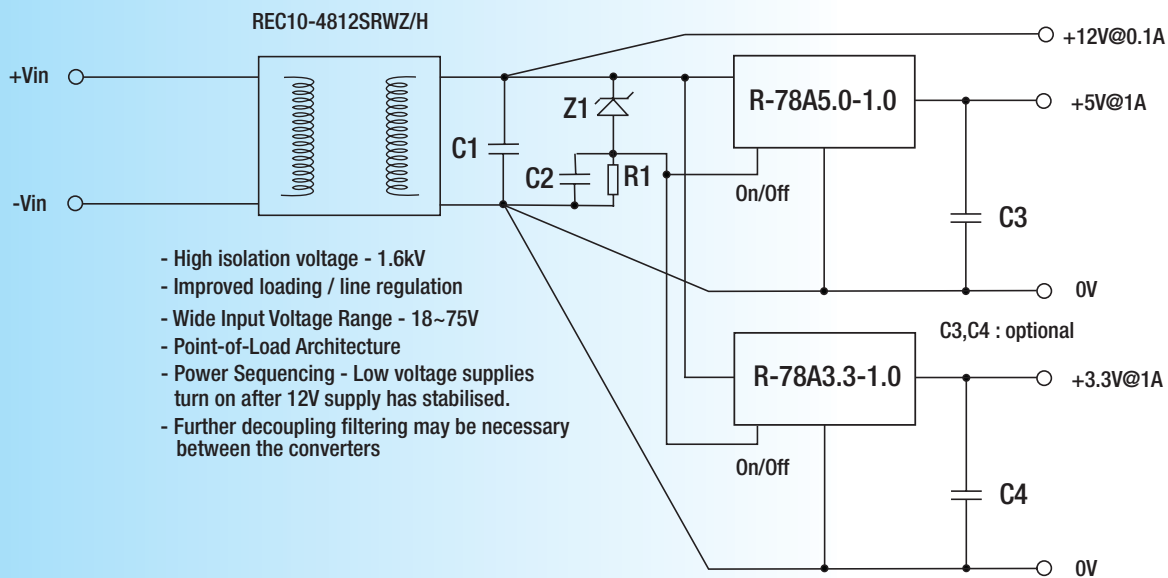 REC10-4812SRWZ/H
+12V@0.1A
+Vin
R-78A5.0-1.0
+5V@1A
Z1
C1
C2
R1
On/Off
-Vin
C3
- High isolation voltage - 1.6kV
- Improved loading / line regulation
- Wide Input Voltage Range - 18~75V
- Point-of-Load Architecture
- Power Sequencing - Low voltage supplies
turn on after 12V supply has stabilised.
- Further decoupling filtering may be necessary
between the converters
0V
C3,C4 : optional
R-78A3.3-1.0
+3.3V@1A
On/Off
C4
0V